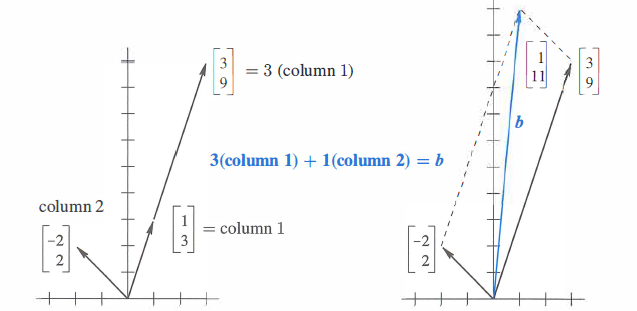 [3 9] = 3 (column 1)
3(column 1) + 1(column 2) = b
column 2
[-2 2]
[1 3] = column 1
[1 11]
[3 9]
b
[-2 2]